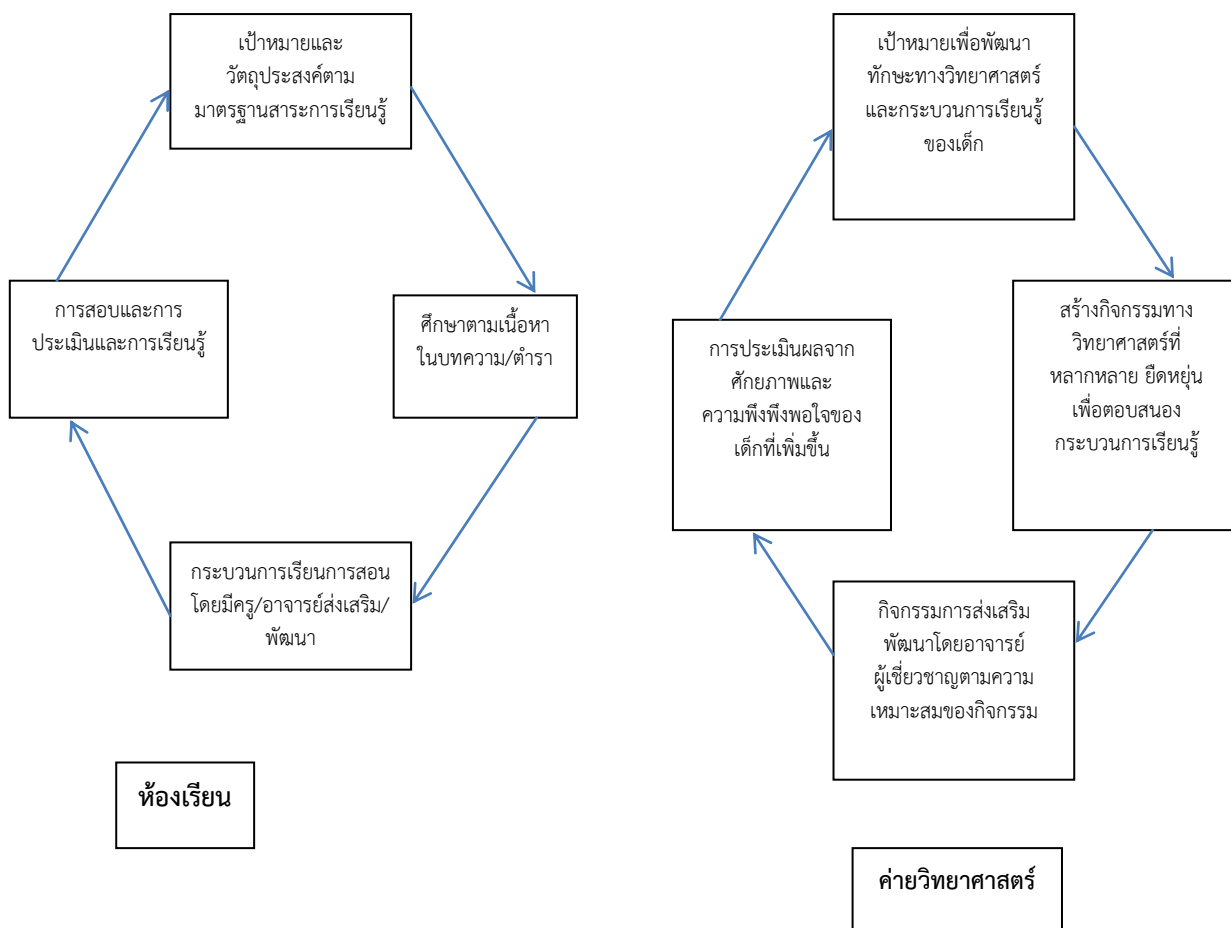 เป้าหมายและ
วัตถุประสงค์ตาม
มาตรฐานสาระการเรียนรู้
ศึกษาตามเนื้อหา
ในบทความ/ตำรา
กระบวนการเรียนการสอน
โดยมีครู/อาจารย์ส่งเสริม/
พัฒนา
การสอบและการ
ประเมินและการเรียนรู้
ห้องเรียน
เป้าหมายเพื่อพัฒนา
ทักษะทางวิทยาศาสตร์
และกระบวนการเรียนรู้
ของเด็ก
สร้างกิจกรรมทาง
วิทยาศาสตร์ที่
หลากหลาย ยืดหยุ่น
เพื่อตอบสนอง
กระบวนการเรียนรู้
กิจกรรมการส่งเสริม
พัฒนาโดยอาจารย์
ผู้เชี่ยวชาญตามความ
เหมาะสมของกิจกรรม
การประเมินผลจาก
ศักยภาพและ
ความพึงพึงพอใจของ
เด็กที่เพิ่มขึ้น
ค่ายวิทยาศาสตร์